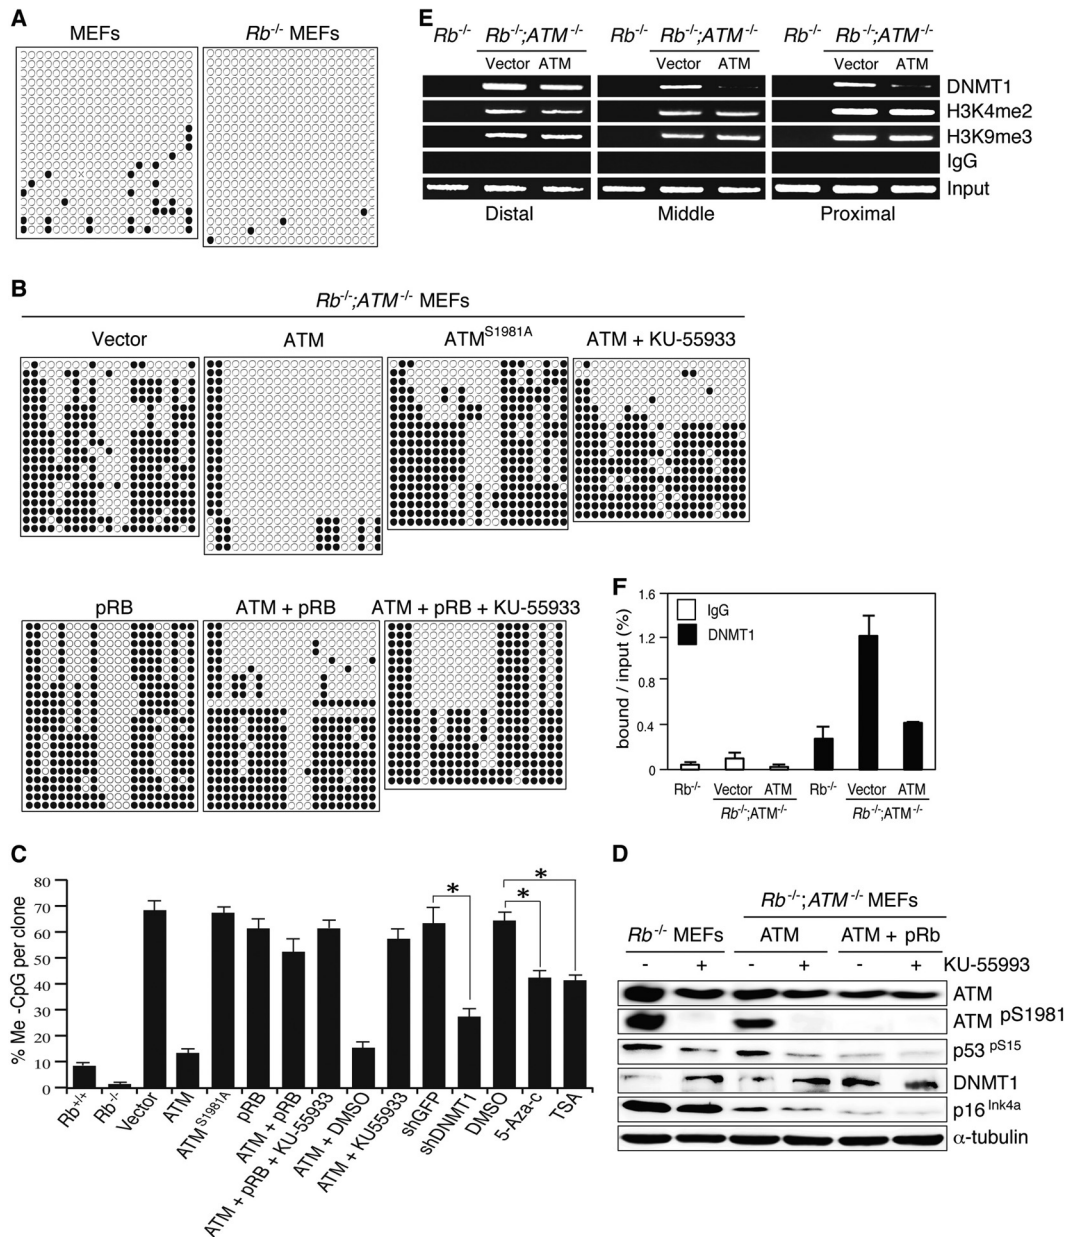 A
MEFs
Rb-/- MEFs
E
Rb-/- Rb-/-;ATM-/- Rb-/- Rb-/-;ATM-/- Rb-/- Rb-/-;ATM-/-
Vector ATM Vector ATM Vector ATM
DNMT1
H3K4me2
H3K9me3
IgG
Input
Distal Middle Proximal
B
Rb-/-;ATM-/- MEFs
Vector ATM ATMS1981A ATM + KU-55933
pRB ATM + pRB ATM + pRB + KU-55933
F
bound / input (%)
1.6
1.2
0.8
0.4
0
IgG
DNMT1
Rb-/- Vector ATM Rb-/- Vector ATM
Rb-/-;ATM-/- Rb-/-;ATM-/-
C
% Me -CpG per clone
80
70
60
50
40
30
20
10
0
* * *
Rb+/+
Rb-/-
Vector
ATM
ATM S1981A
pRB
ATM + pRB
ATM + pRB + KU-55933
ATM + DMSO
ATM + KU55933
shGFP
shDNMT1
DMSO
5-Aza-c
TSA
D
Rb-/-;ATM-/- MEFs
Rb-/- MEFs ATM ATM + pRb
- + - + - + KU-55993
ATM
ATM pS1981
p53 pS15
DNMT1
p16 Ink4a
α-tubulin